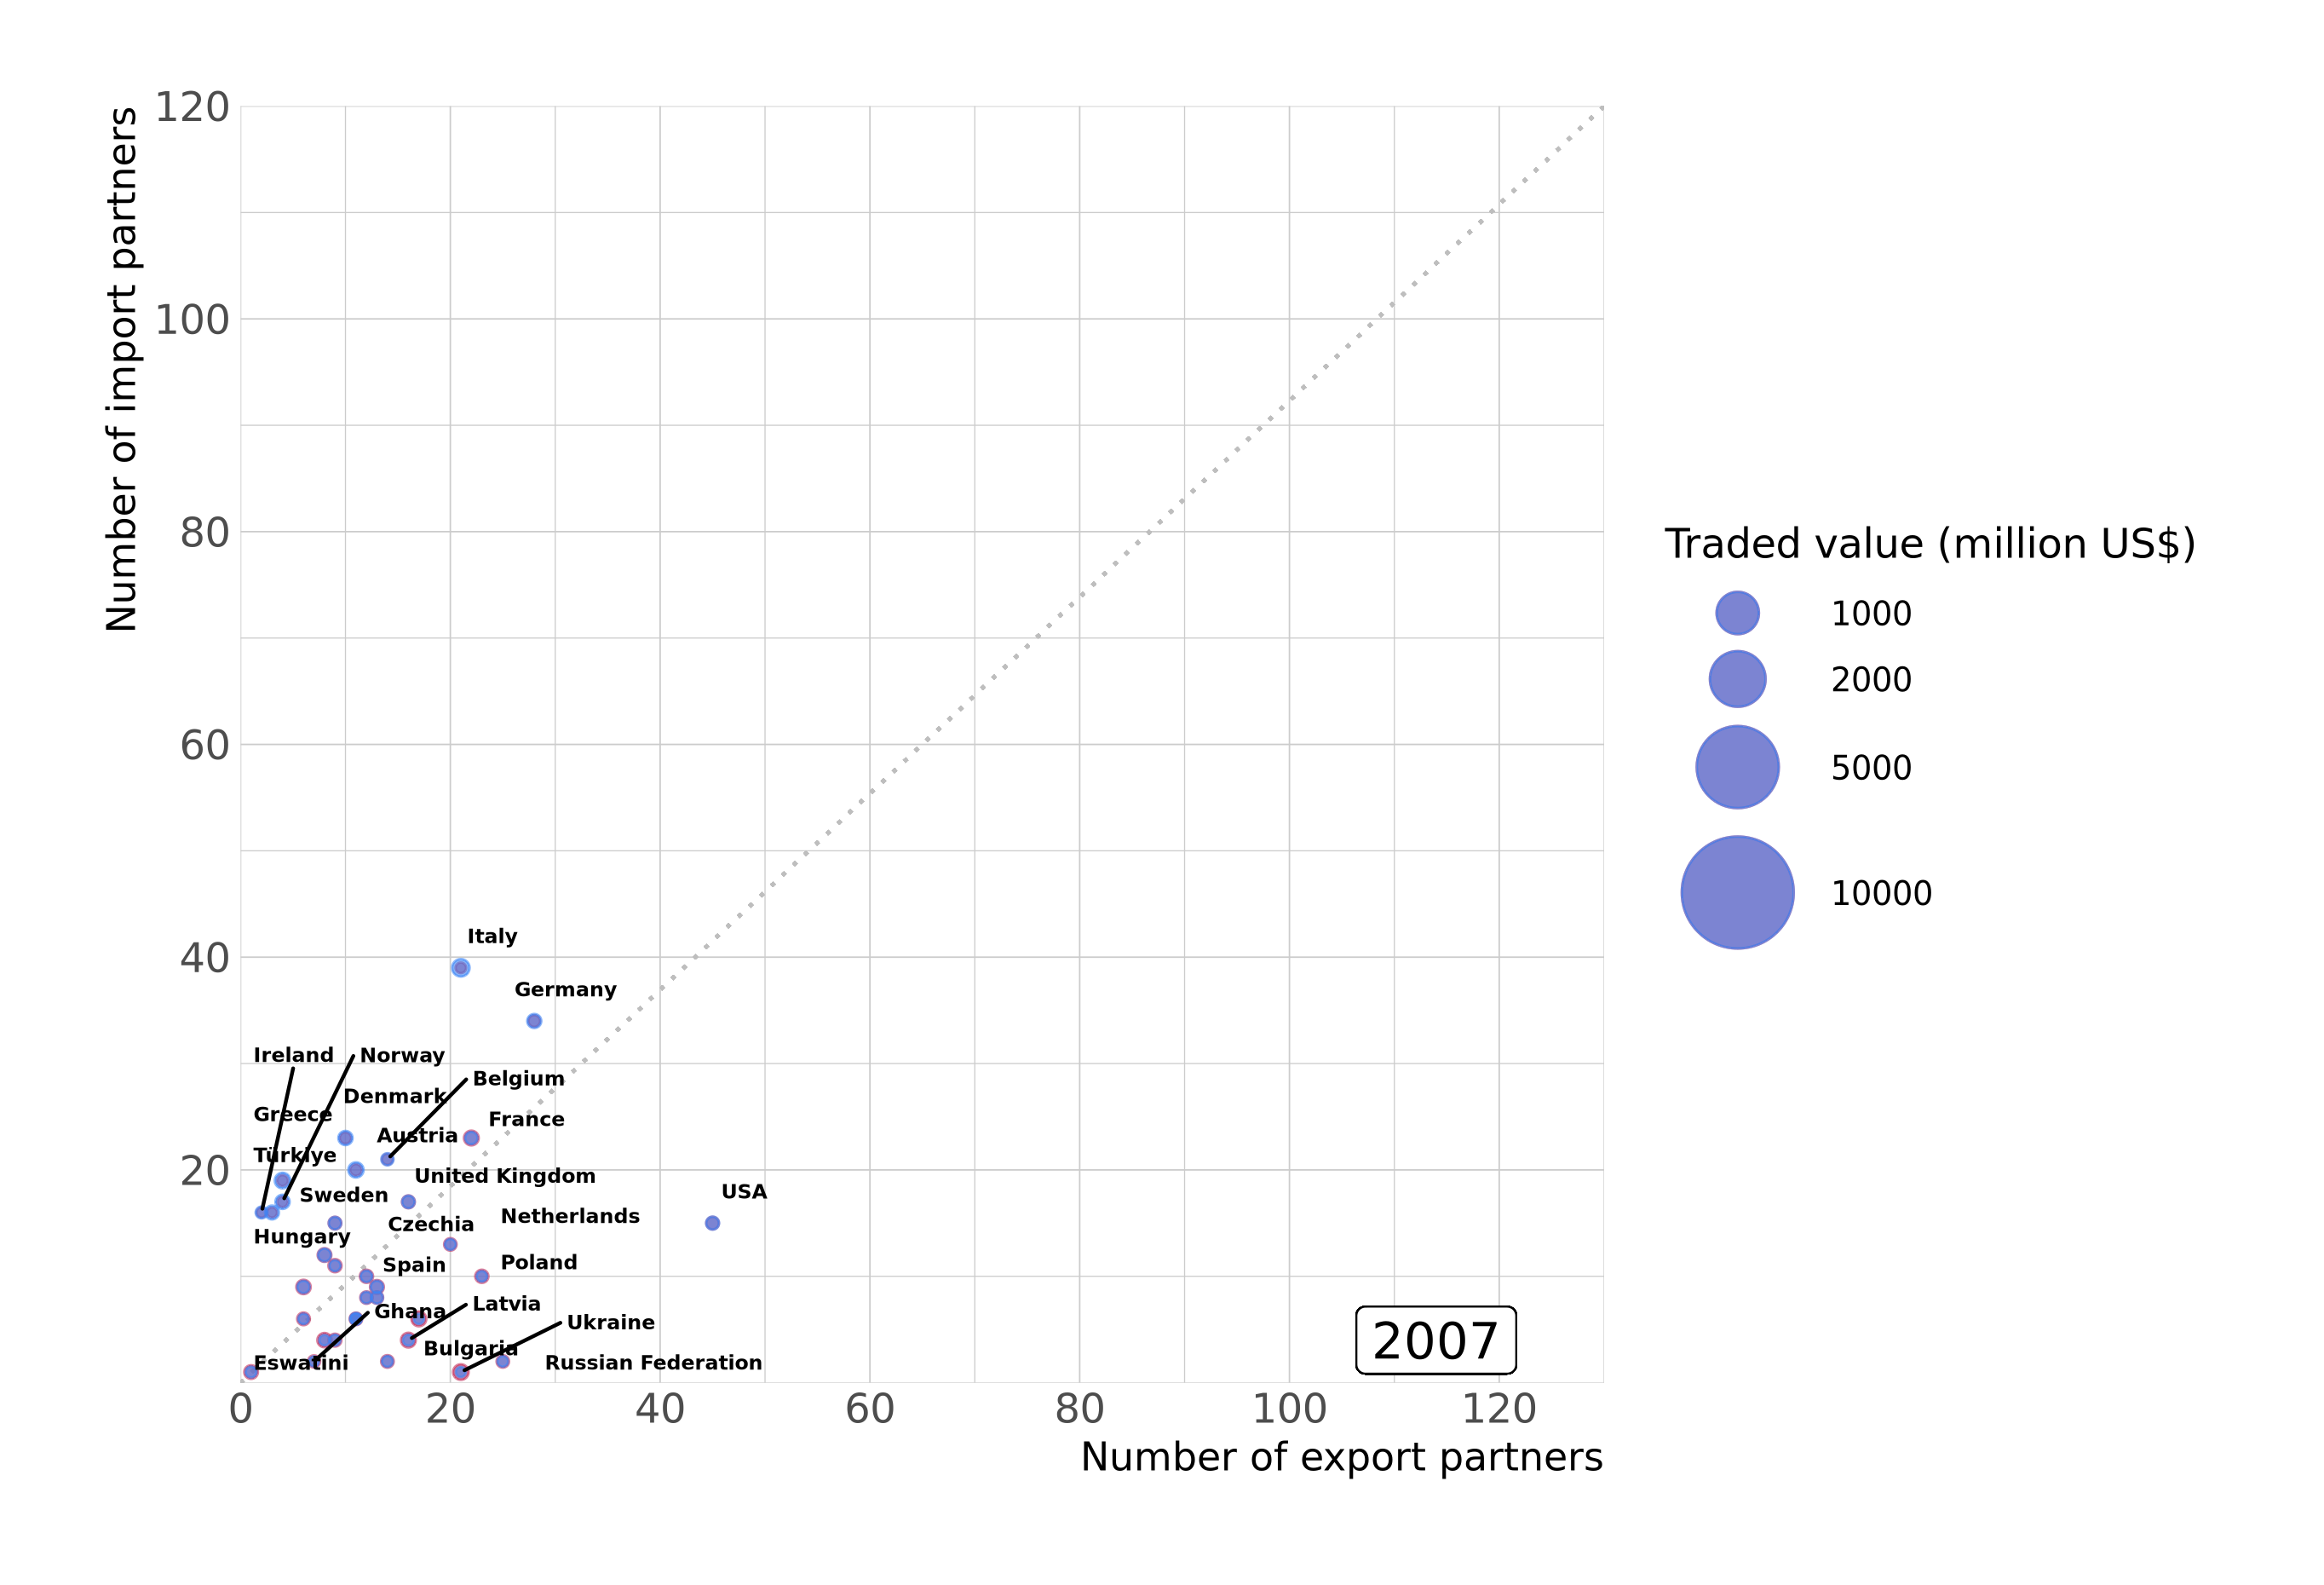 Number of import partners
120
100
80
60
40
20
Italy
Germany
Ireland
Norway
Belgium
Denmark
Greece
France
Austria
Türkiye
United Kingdom
Sweden
USA
Netherlands
Czechia
Hungary
Spain
Poland
Latvia
Ghana
Ukraine
Bulgaria
Eswatini
Russian Federation
2007
0 20 40 60 80 100 120
Number of export partners
Traded value (million US$)
1000
2000
5000
10000